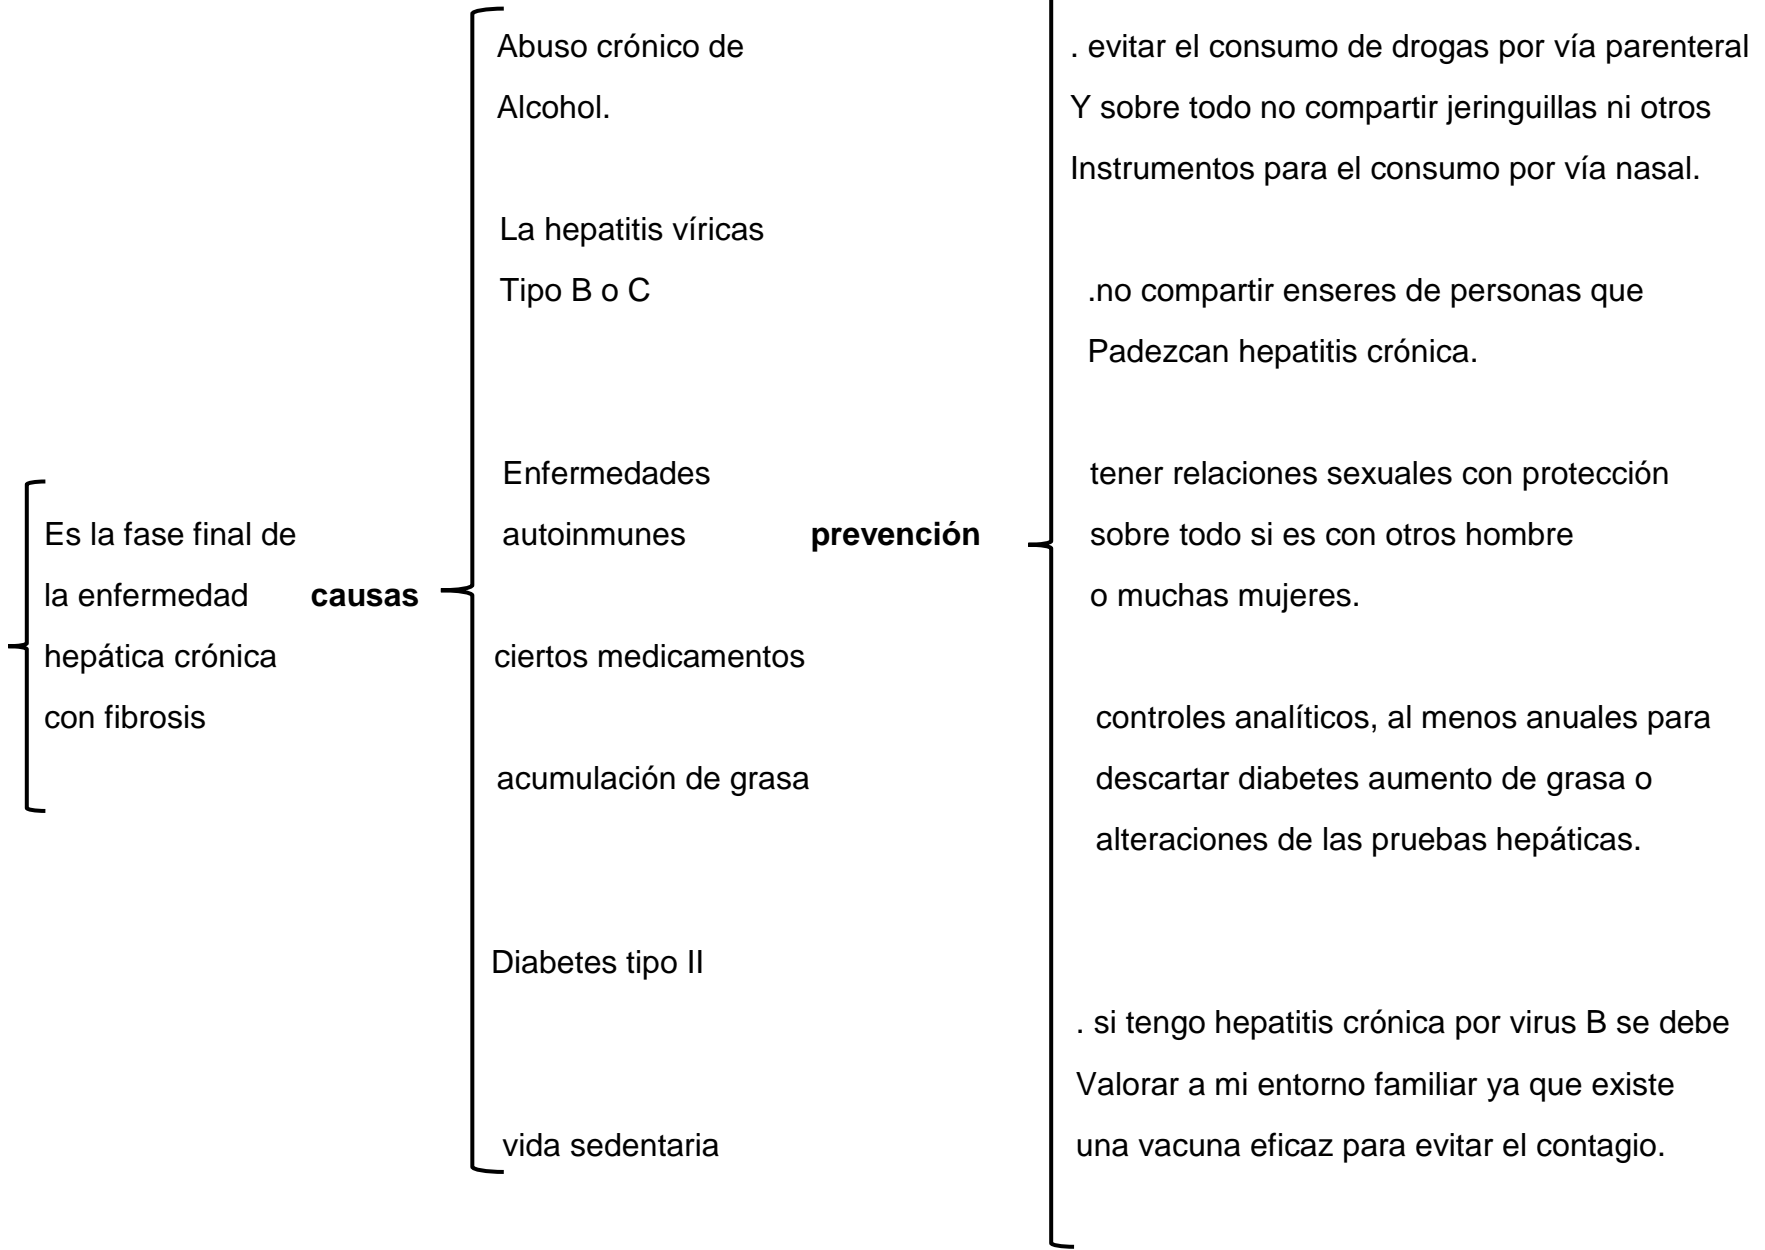 Es la fase final de
la enfermedad
hepática crónica
con fibrosis
causas
Abuso crónico de
Alcohol.
La hepatitis víricas
Tipo B o C
Enfermedades
autoinmunes
ciertos medicamentos
acumulación de grasa
Diabetes tipo II
vida sedentaria
prevención
. evitar el consumo de drogas por vía parenteral
Y sobre todo no compartir jeringuillas ni otros
Instrumentos para el consumo por vía nasal.
.no compartir enseres de personas que
Padezcan hepatitis crónica.
tener relaciones sexuales con protección
sobre todo si es con otros hombre
o muchas mujeres.
controles analíticos, al menos anuales para
descartar diabetes aumento de grasa o
alteraciones de las pruebas hepáticas.
. si tengo hepatitis crónica por virus B se debe
Valorar a mi entorno familiar ya que existe
una vacuna eficaz para evitar el contagio.